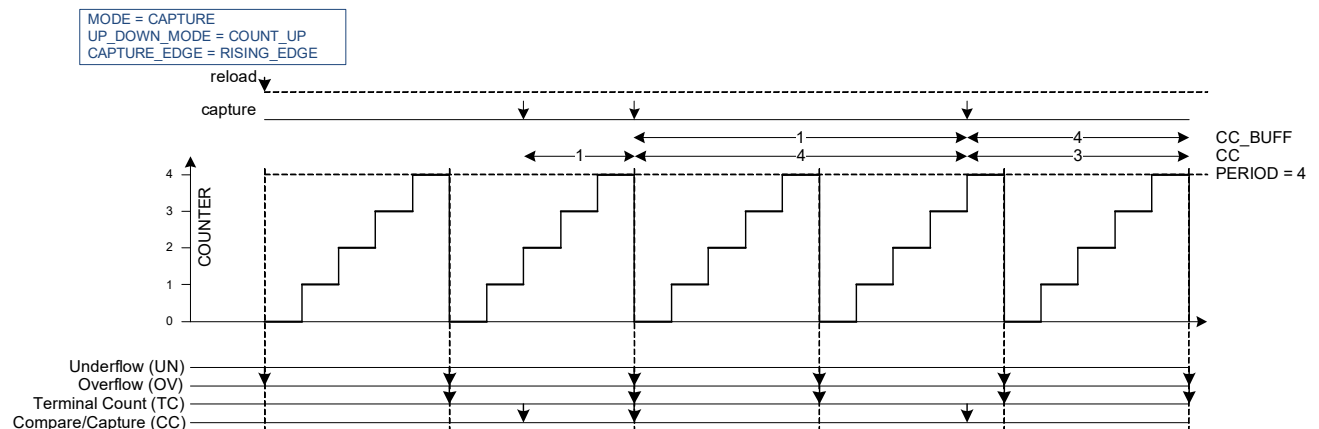 MODE = CAPTURE
UP_DOWN_MODE = COUNT_UP
CAPTURE_EDGE = RISING_EDGE
reload
capture
1 4 CC_BUFF
1 4 3 CC
4 PERIOD = 4
3
2
1
0
COUNTER
Underflow (UN)
Overflow (OV)
Terminal Count (TC)
Compare/Capture (CC)